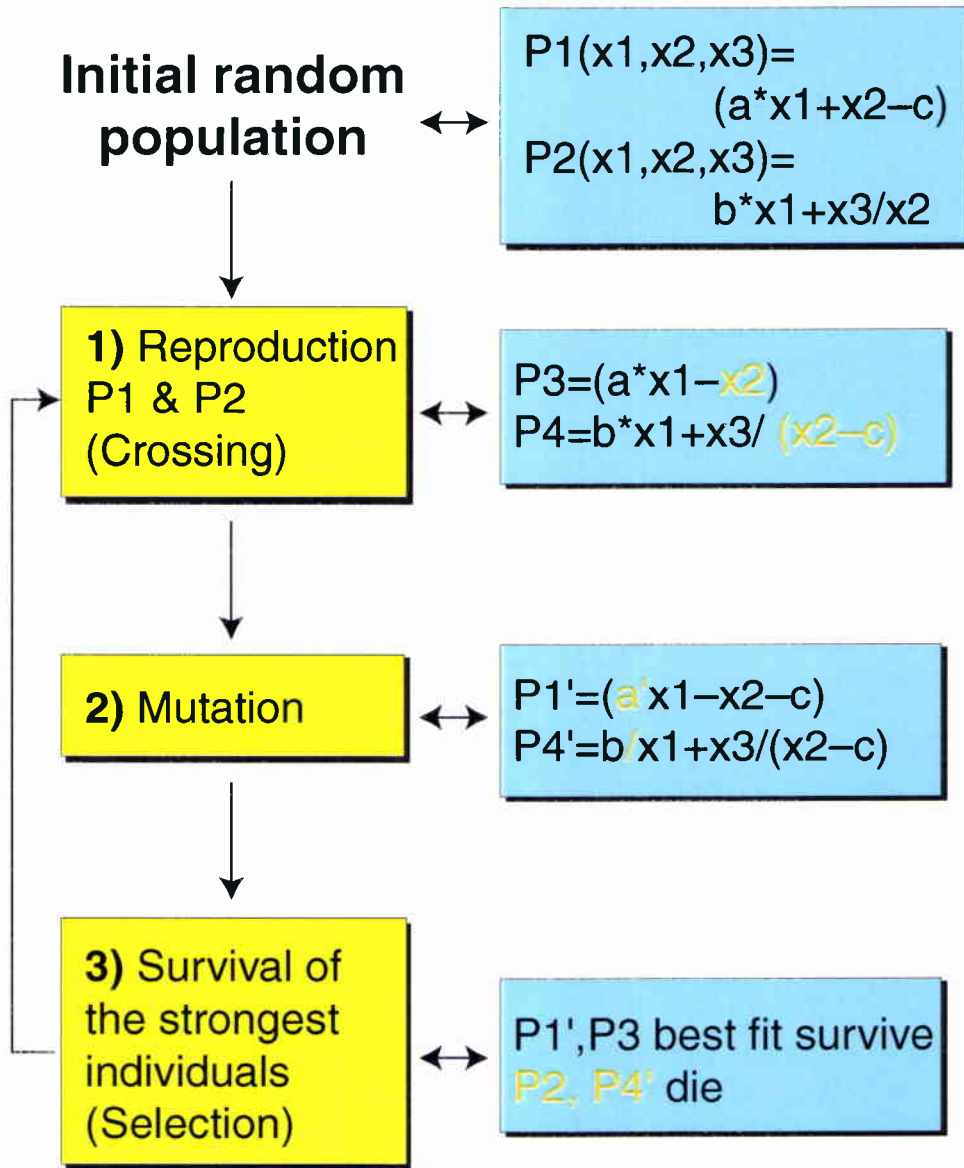 Initial random
population
P1(x1,x2,x3)=
(a*x1+x2–c)
P2(x1,x2,x3)=
b*x1+x3/x2
1) Reproduction
P1 & P2
(Crossing)
P3=(a*x1–x2)
P4=b*x1+x3/ (x2–c)
2) Mutation
P1'=(a'x1–x2–c)
P4'=b/x1+x3/(x2–c)
3) Survival of
the strongest
individuals
(Selection)
P1',P3 best fit survive
P2, P4' die